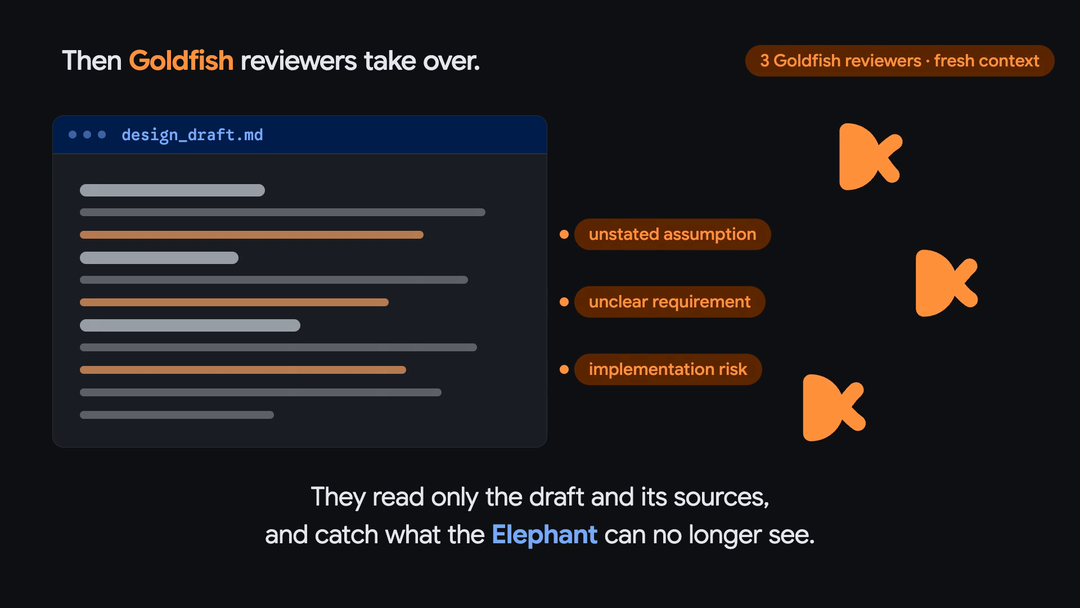 Then Goldfish reviewers take over.
3 Goldfish reviewers · fresh context
design_draft.md
unstated assumption
unclear requirement
implementation risk
They read only the draft and its sources,
and catch what the Elephant can no longer see.